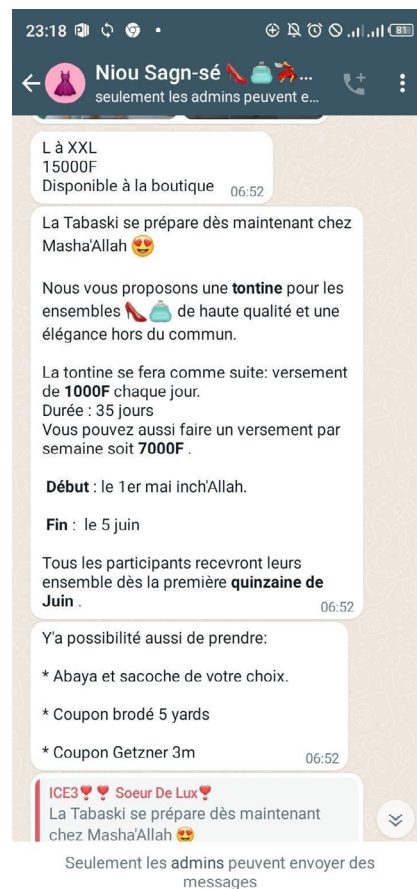 23:18
81
Niou Sagn-sé 👠👛💃...
seulement les admins peuvent e...
L à XXL
15000F
Disponible à la boutique 06:52
La Tabaski se prépare dès maintenant chez
Masha'Allah 😍
Nous vous proposons une tontine pour les
ensembles 👠👛 de haute qualité et une
élégance hors du commun.
La tontine se fera comme suite: versement
de 1000F chaque jour.
Durée : 35 jours
Vous pouvez aussi faire un versement par
semaine soit 7000F .
Début : le 1er mai inch'Allah.
Fin : le 5 juin
Tous les participants recevront leurs
ensemble dès la première quinzaine de
Juin .
06:52
Y'a possibilité aussi de prendre:
* Abaya et sacoche de votre choix.
* Coupon brodé 5 yards
* Coupon Getzner 3m
06:52
ICE3❣️❣️ Soeur De Lux❣️
La Tabaski se prépare dès maintenant
chez Masha'Allah 😍
Seulement les admins peuvent envoyer des
messages